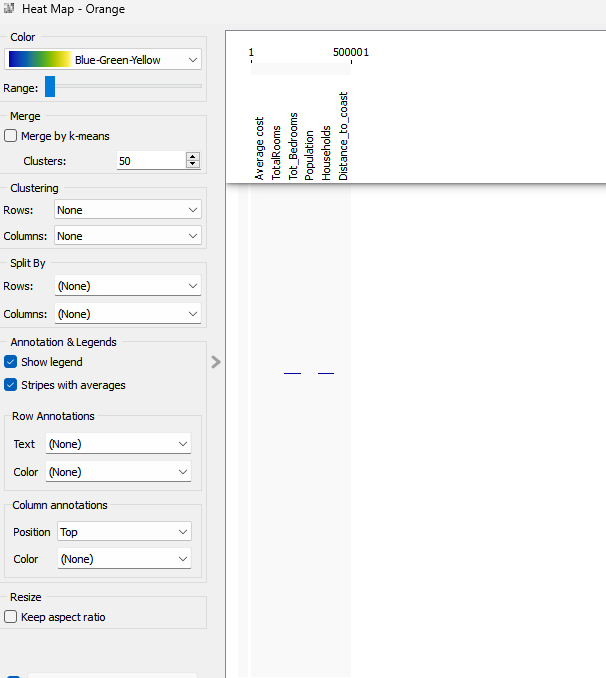 Heat Map - Orange
Color
Blue-Green-Yellow
Range:
Merge
Merge by k-means
Clusters: 50
Clustering
Rows: None
Columns: None
Split By
Rows: (None)
Columns: (None)
Annotation & Legends
Show legend
Stripes with averages
Row Annotations
Text (None)
Color (None)
Column annotations
Position Top
Color (None)
Resize
Keep aspect ratio
1 500001
Average cost
TotalRooms
Tot_Bedrooms
Population
Households
Distance_to_coast